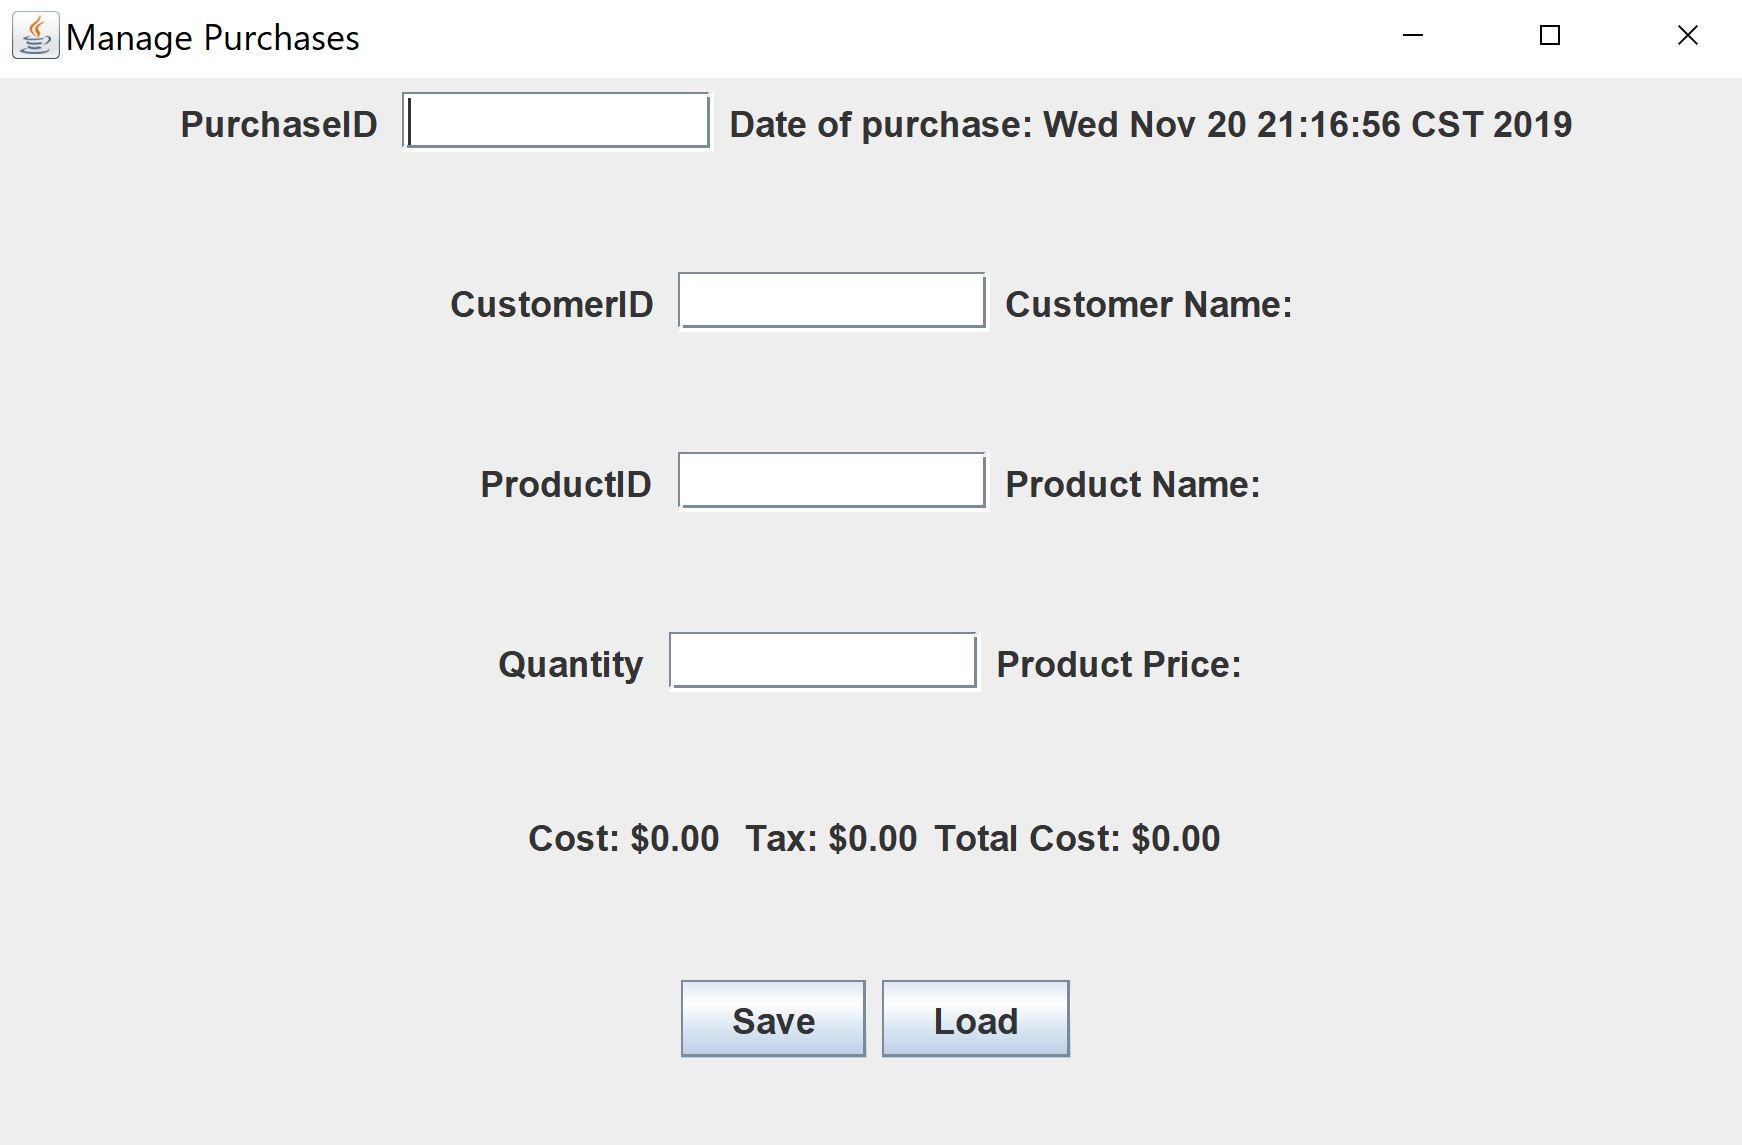 Manage Purchases
PurchaseID Date of purchase: Wed Nov 20 21:16:56 CST 2019
CustomerID Customer Name:
ProductID Product Name:
Quantity Product Price:
Cost: $0.00 Tax: $0.00 Total Cost: $0.00
Save Load